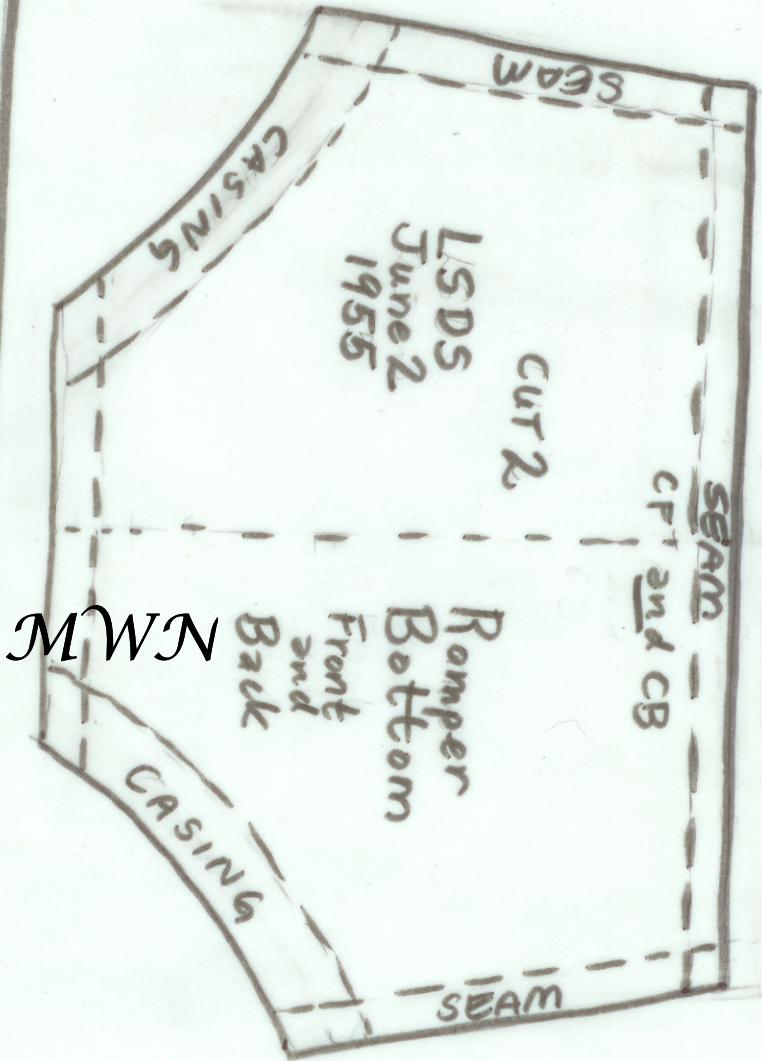 SEAM
CASING
LSDS
June 2
1955
CUT 2
SEAM
CF and CB
Romper
Bottom
Front
and
Back
MWN
CASING
SEAM